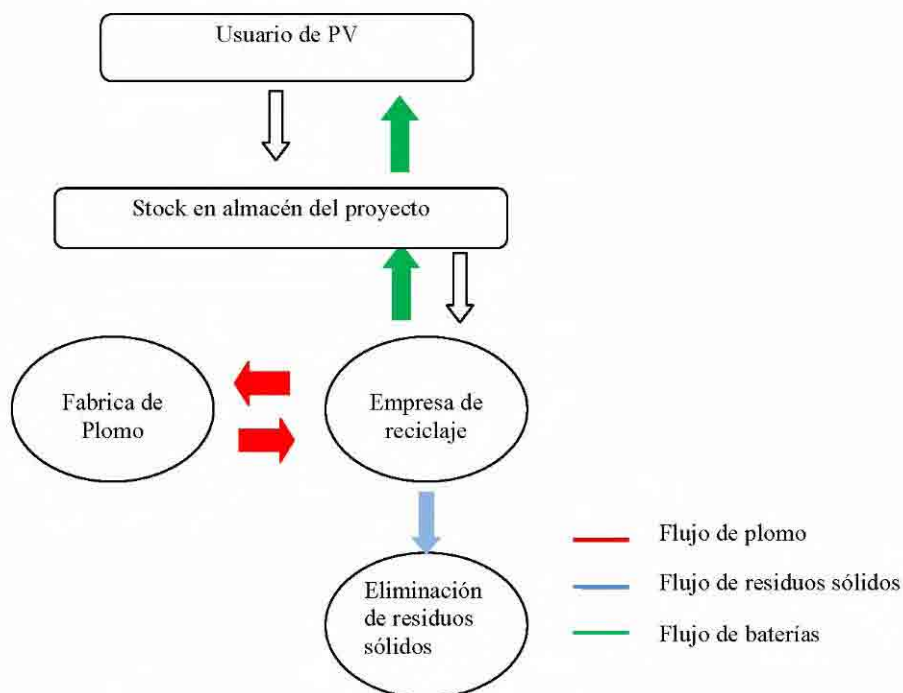 Usuario de PV
Stock en almacén del proyecto
Fabrica de
Plomo
Empresa de
reciclaje
Eliminación
de residuos
sólidos
Flujo de plomo
Flujo de residuos sólidos
Flujo de baterías